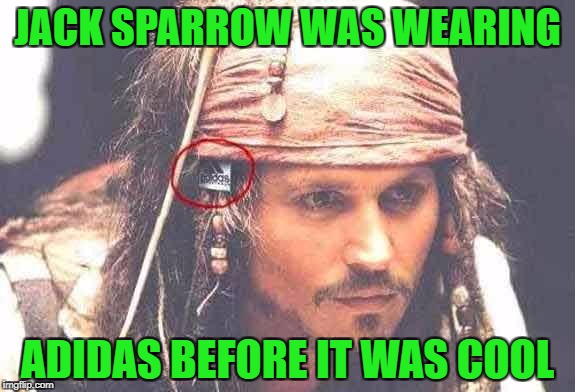 JACK SPARROW WAS WEARING
adidas
ADIDAS BEFORE IT WAS COOL
imgflip.com